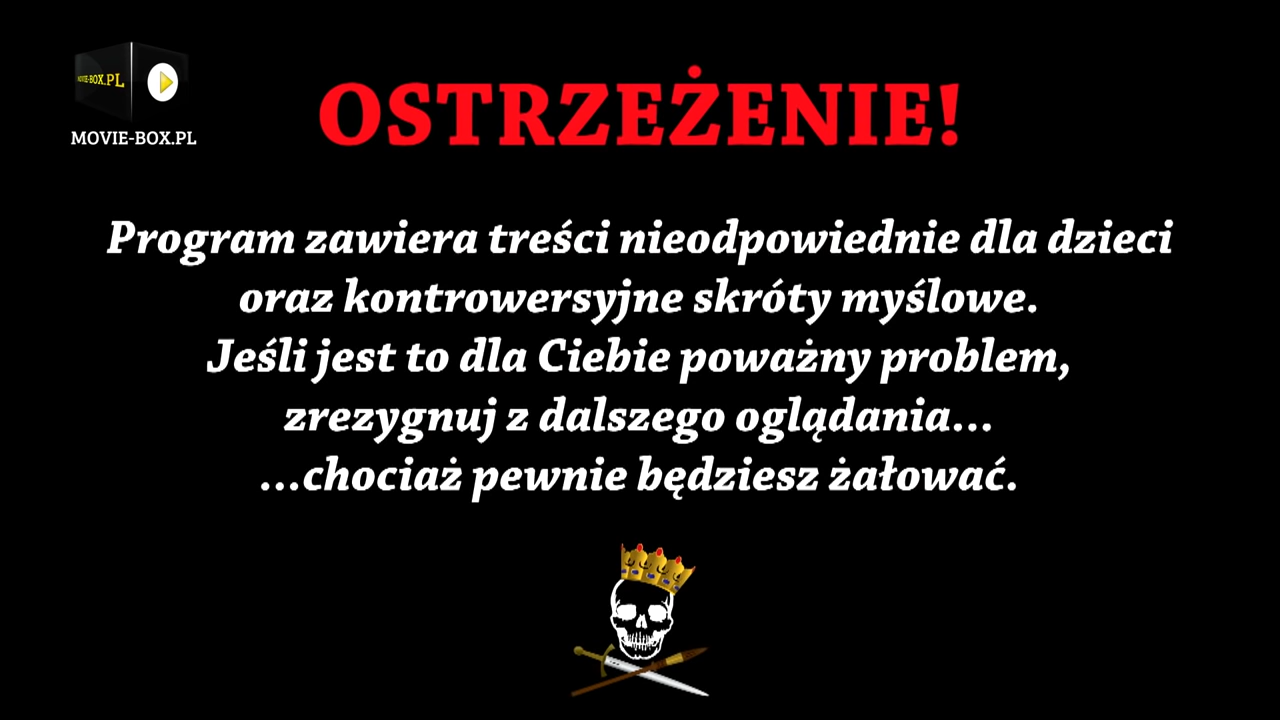 MOVIE-BOX.PL
MOVIE-BOX.PL
OSTRZEŻENIE!
Program zawiera treści nieodpowiednie dla dzieci
oraz kontrowersyjne skróty myślowe.
Jeśli jest to dla Ciebie poważny problem,
zrezygnuj z dalszego oglądania...
...chociaż pewnie będziesz żałować.